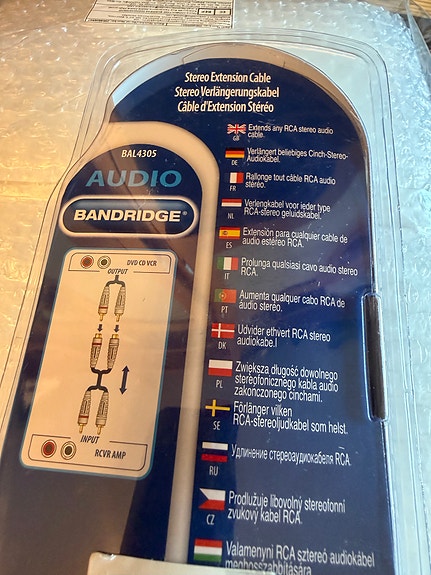 Stereo Extension Cable
Stereo Verlängerungskabel
Câble d'Extension Stéréo
BAL4305
AUDIO
BANDRIDGE®
DVD CD VCR
OUTPUT
INPUT
RCVR AMP
GB
Extends any RCA stereo audio
cable.
DE
Verlängert beliebiges Cinch-Stereo-
Audiokabel.
FR
Rallonge tout câble RCA audio
stéréo.
NL
Verlengkabel voor ieder type
RCA-stereo geluidskabel.
ES
Extensión para cualquier cable de
audio estéreo RCA.
IT
Prolunga qualsiasi cavo audio stereo
RCA.
PT
Aumenta qualquer cabo RCA de
áudio stereo.
DK
Udvider ethvert RCA stereo
audiokabe.l
PL
Zwiększa długość dowolnego
stereofonicznego kabla audio
zakonczonego cinchami.
SE
Förlänger vilken
RCA-stereoljudkabel som helst.
RU
Удлинение стереоаудиокабеля RCA.
CZ
Prodlužuje libovolný stereofonní
zvukový kabel RCA.
Valamenyni RCA sztereó audiokábel
meghosszabbítására